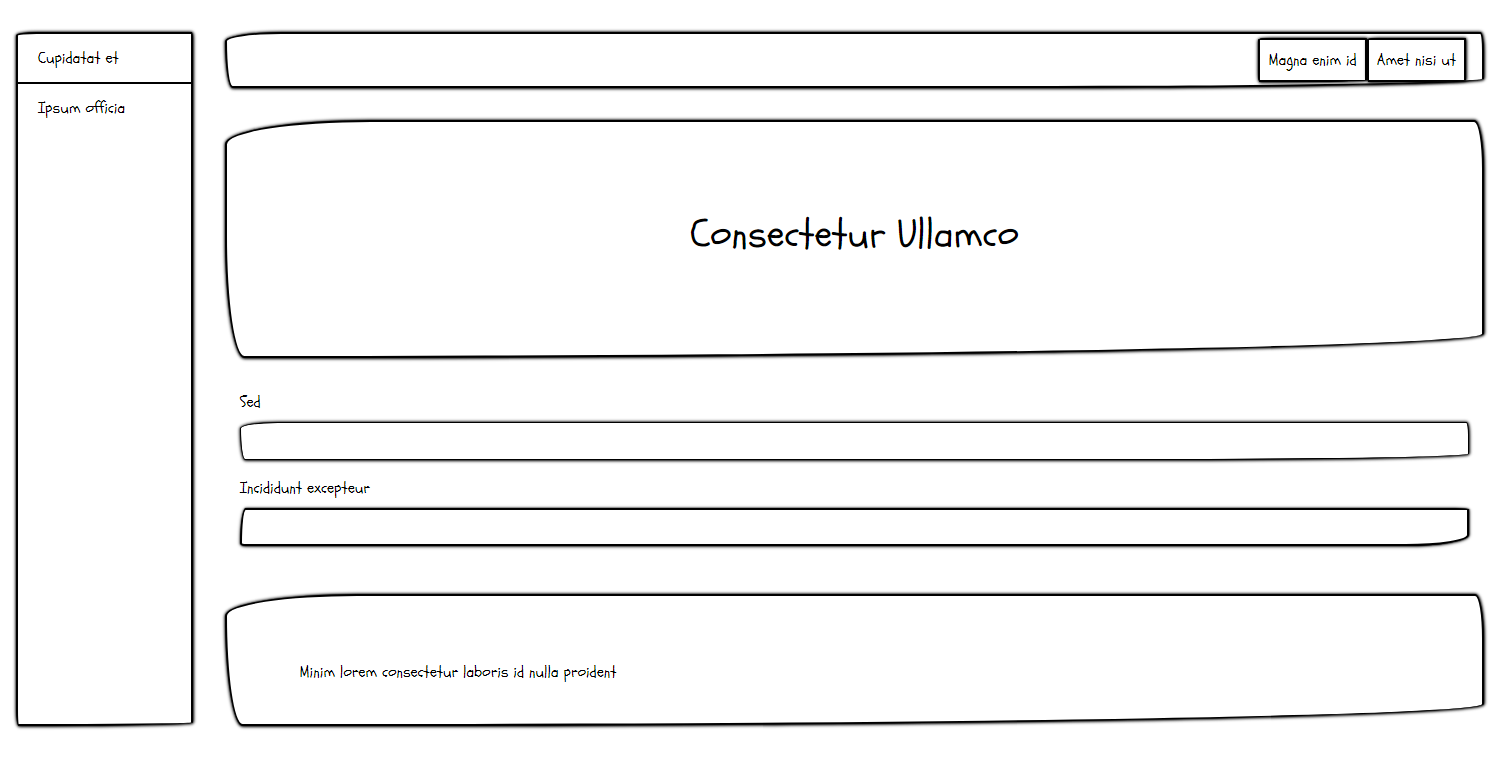 Cupidatat et
Ipsum officia
Magna enim id
Amet nisi ut
Consectetur Ullamco
Sed
Incididunt excepteur
Minim lorem consectetur laboris id nulla proident